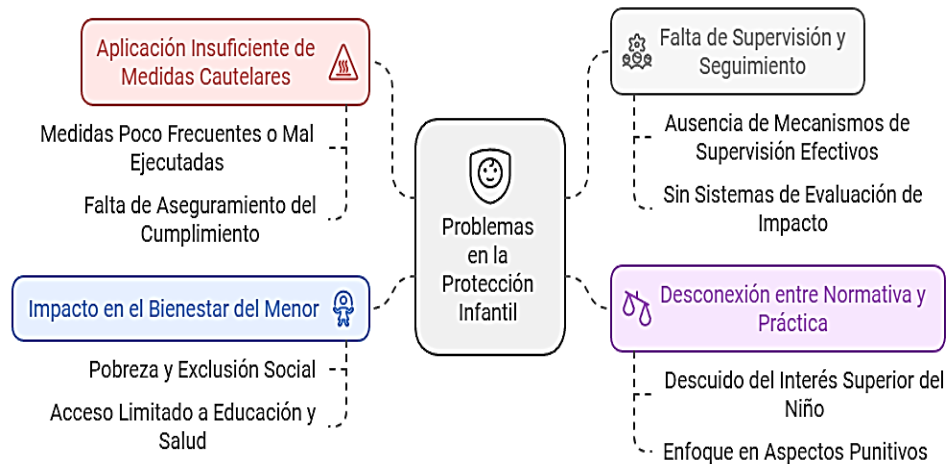 Aplicación Insuficiente de
Medidas Cautelares
Medidas Poco Frecuentes o Mal
Ejecutadas
Falta de Aseguramiento del
Cumplimiento
Impacto en el Bienestar del Menor
Pobreza y Exclusión Social
Acceso Limitado a Educación y
Salud
Problemas
en la
Protección
Infantil
Falta de Supervisión y
Seguimiento
Ausencia de Mecanismos de
Supervisión Efectivos
Sin Sistemas de Evaluación de
Impacto
Desconexión entre Normativa y
Práctica
Descuido del Interés Superior del
Niño
Enfoque en Aspectos Punitivos